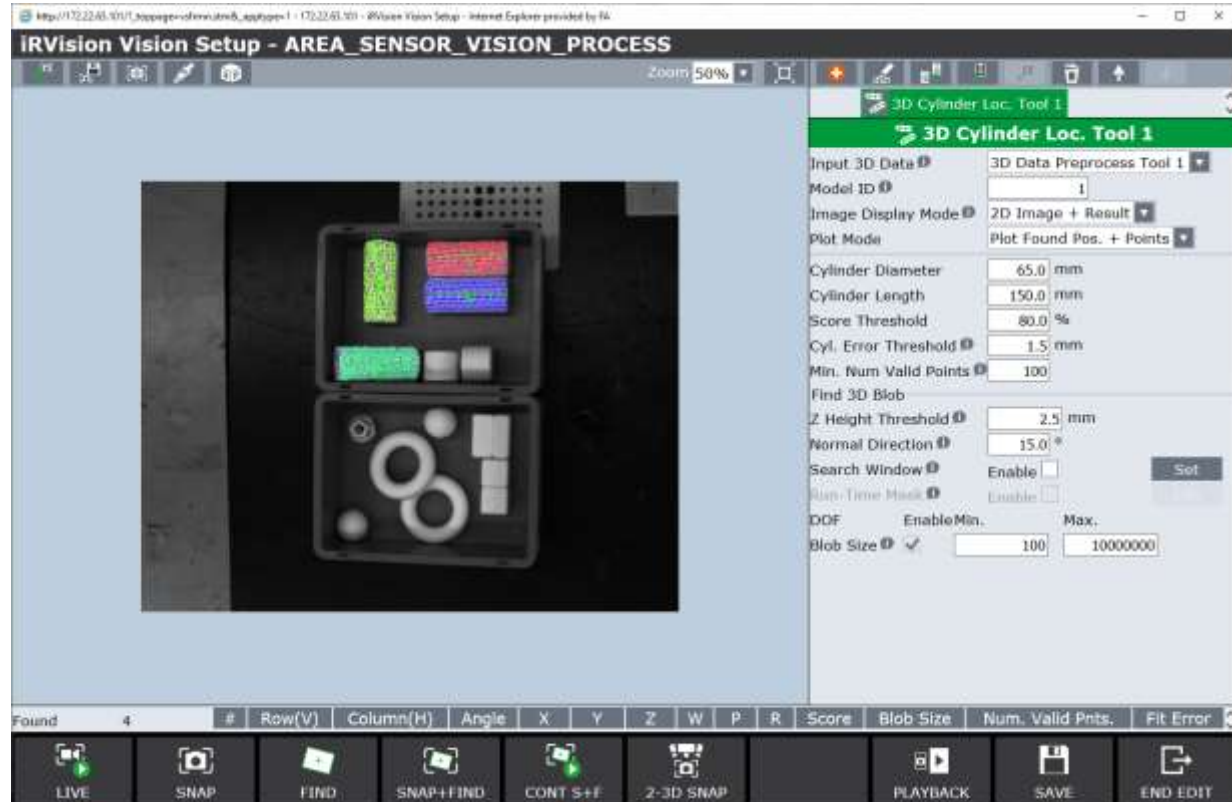 iRVision Vision Setup - AREA_SENSOR_VISION_PROCESS
Zoom 50%
3D Cylinder Loc. Tool 1
3D Cylinder Loc. Tool 1
Input 3D Data 3D Data Preprocess Tool 1
Model ID 1
Image Display Mode 2D Image + Result
Plot Mode Plot Found Pos. + Points
Cylinder Diameter 65.0 mm
Cylinder Length 150.0 mm
Score Threshold 80.0 %
Cyl. Error Threshold 1.5 mm
Min. Num Valid Points 100
Find 3D Blob
Z Height Threshold 2.5 mm
Normal Direction 15.0 °
Search Window Enable Set
Run-Time Mask Enable
DOF Enable Min. Max.
Blob Size 100 10000000
Found 4 # Row(V) Column(H) Angle X Y Z W P R Score Blob Size Num. Valid Pnts. Fit Error
LIVE SNAP FIND SNAP+FIND CONT S+F 2-3D SNAP PLAYBACK SAVE END EDIT